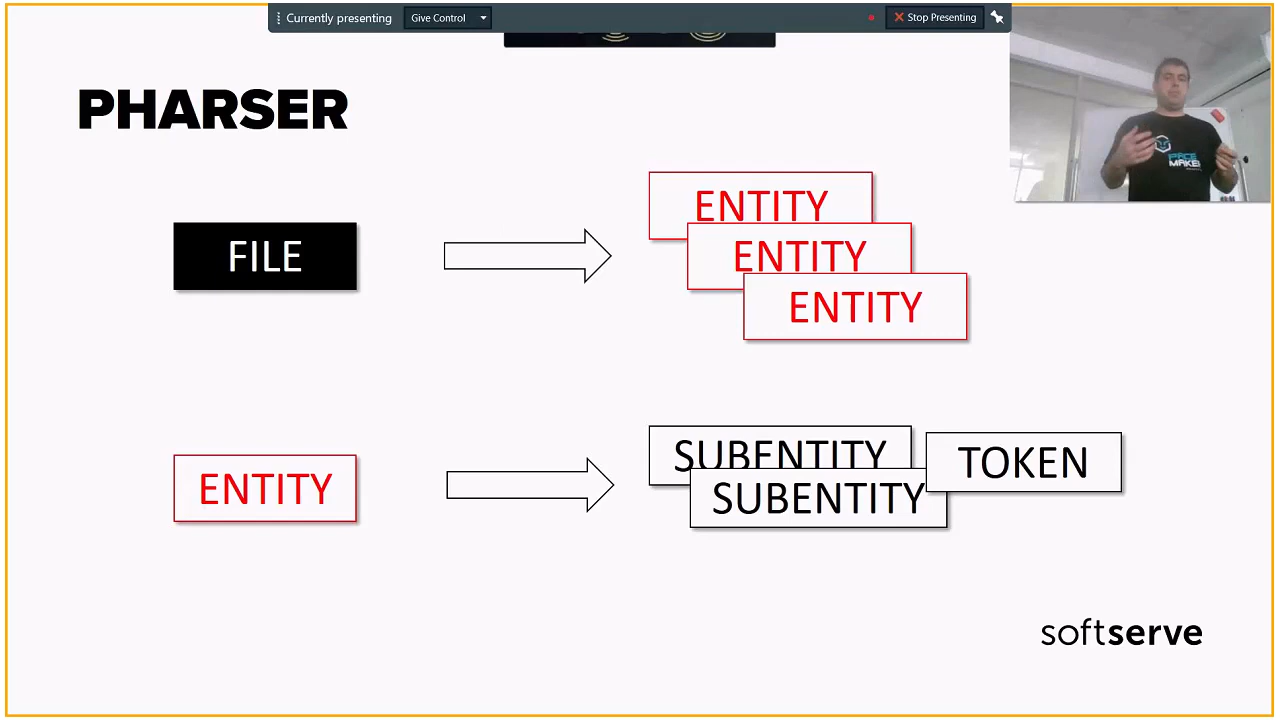 Currently presenting
Give Control
Stop Presenting
PHARSER
FILE
ENTITY
ENTITY
ENTITY
ENTITY
SUBENTITY
SUBENTITY
TOKEN
softserve